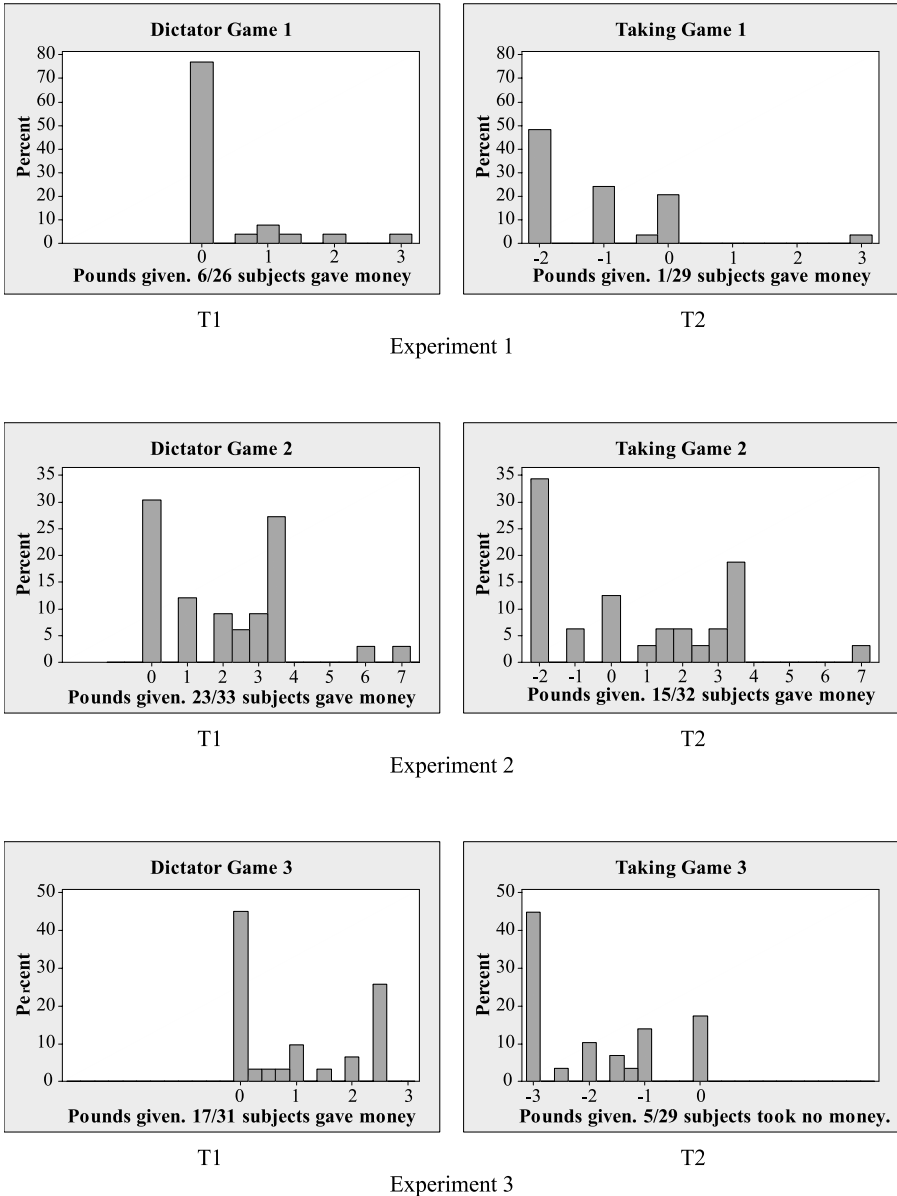 Dictator Game 1
80
70
60
50
40
30
20
10
0
Percent
0 1 2 3
Pounds given. 6/26 subjects gave money
T1
Taking Game 1
80
70
60
50
40
30
20
10
0
Percent
-2 -1 0 1 2 3
Pounds given. 1/29 subjects gave money
T2
Experiment 1
Dictator Game 2
35
30
25
20
15
10
5
0
Percent
0 1 2 3 4 5 6 7
Pounds given. 23/33 subjects gave money
T1
Taking Game 2
35
30
25
20
15
10
5
0
Percent
-2 -1 0 1 2 3 4 5 6 7
Pounds given. 15/32 subjects gave money
T2
Experiment 2
Dictator Game 3
50
40
30
20
10
0
Percent
0 1 2 3
Pounds given. 17/31 subjects gave money
T1
Taking Game 3
50
40
30
20
10
0
Percent
-3 -2 -1 0
Pounds given. 5/29 subjects took no money.
T2
Experiment 3